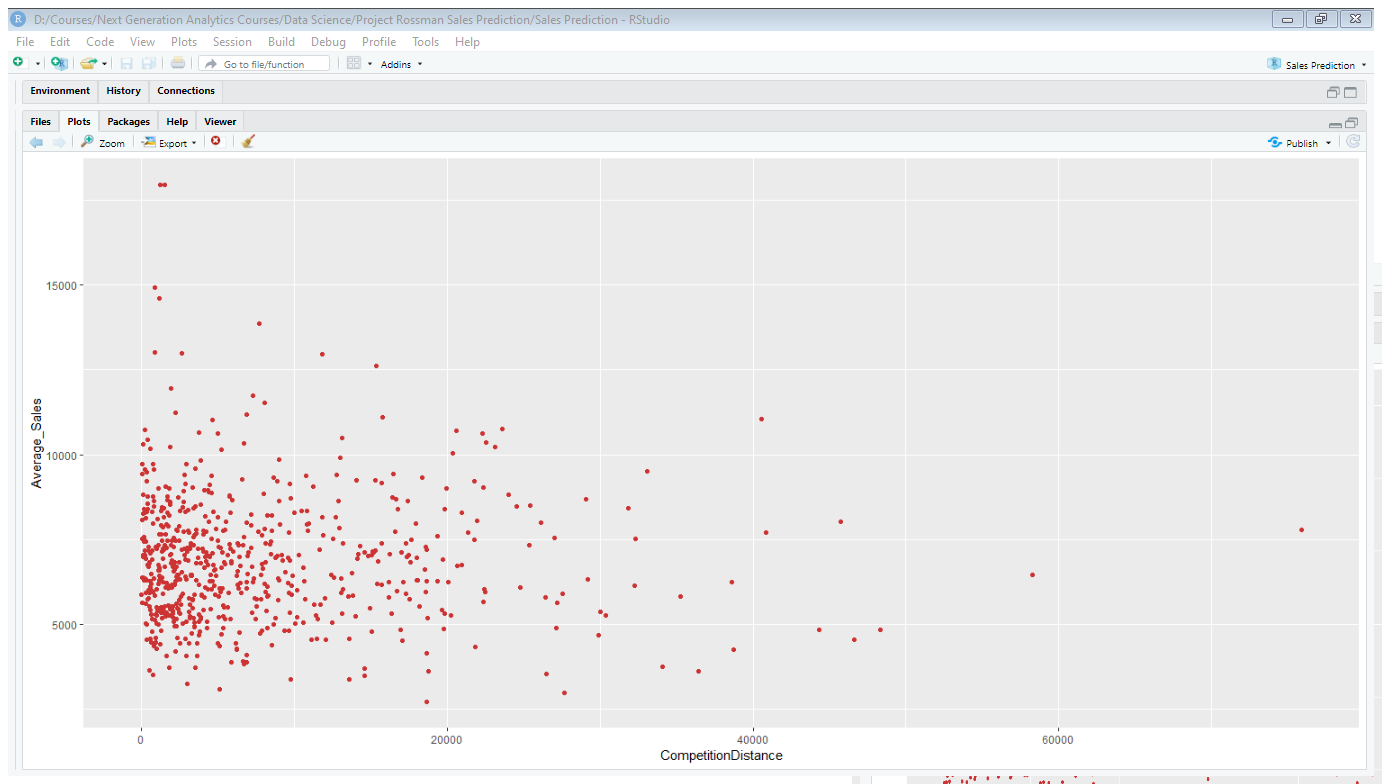 R D:/Courses/Next Generation Analytics Courses/Data Science/Project Rossman Sales Prediction/Sales Prediction - RStudio
File Edit Code View Plots Session Build Debug Profile Tools Help
Go to file/function Addins R Sales Prediction
Environment History Connections
Files Plots Packages Help Viewer
Zoom Export Publish
15000
10000
5000
Average_Sales
0 20000 40000 60000
CompetitionDistance